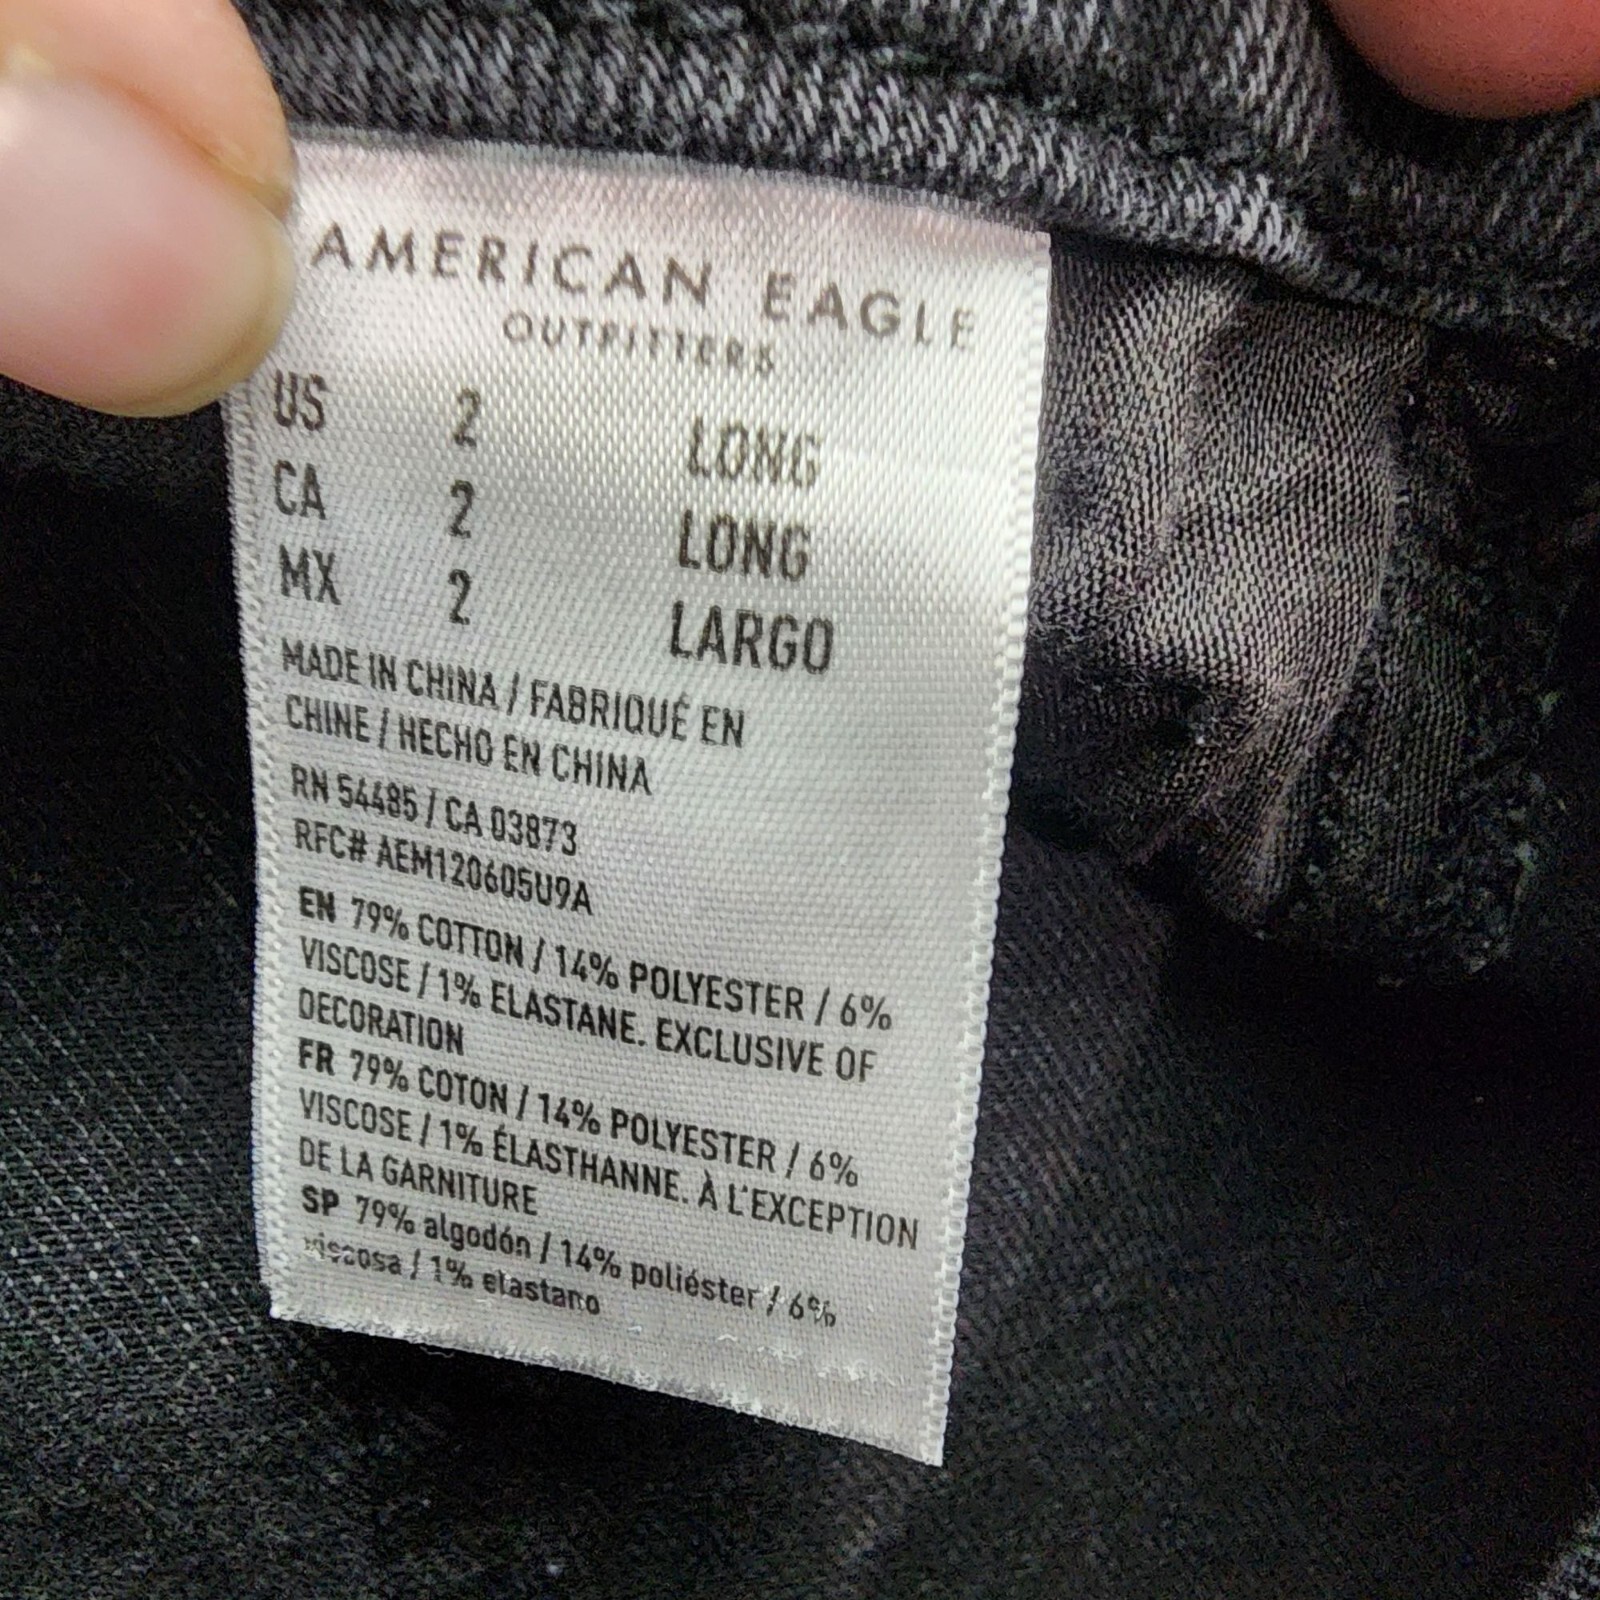 AMERICAN EAGLE
OUTFITTERS
US 2 LONG
CA 2 LONG
MX 2 LARGO
MADE IN CHINA / FABRIQUÉ EN
CHINE / HECHO EN CHINA
RN 54485 / CA 03873
RFC# AEM120605U9A
EN 79% COTTON / 14% POLYESTER / 6%
VISCOSE / 1% ELASTANE. EXCLUSIVE OF
DECORATION
FR 79% COTON / 14% POLYESTER / 6%
VISCOSE / 1% ÉLASTHANNE. À L'EXCEPTION
DE LA GARNITURE
SP 79% algodón / 14% poliéster / 6%
viscosa / 1% elastano